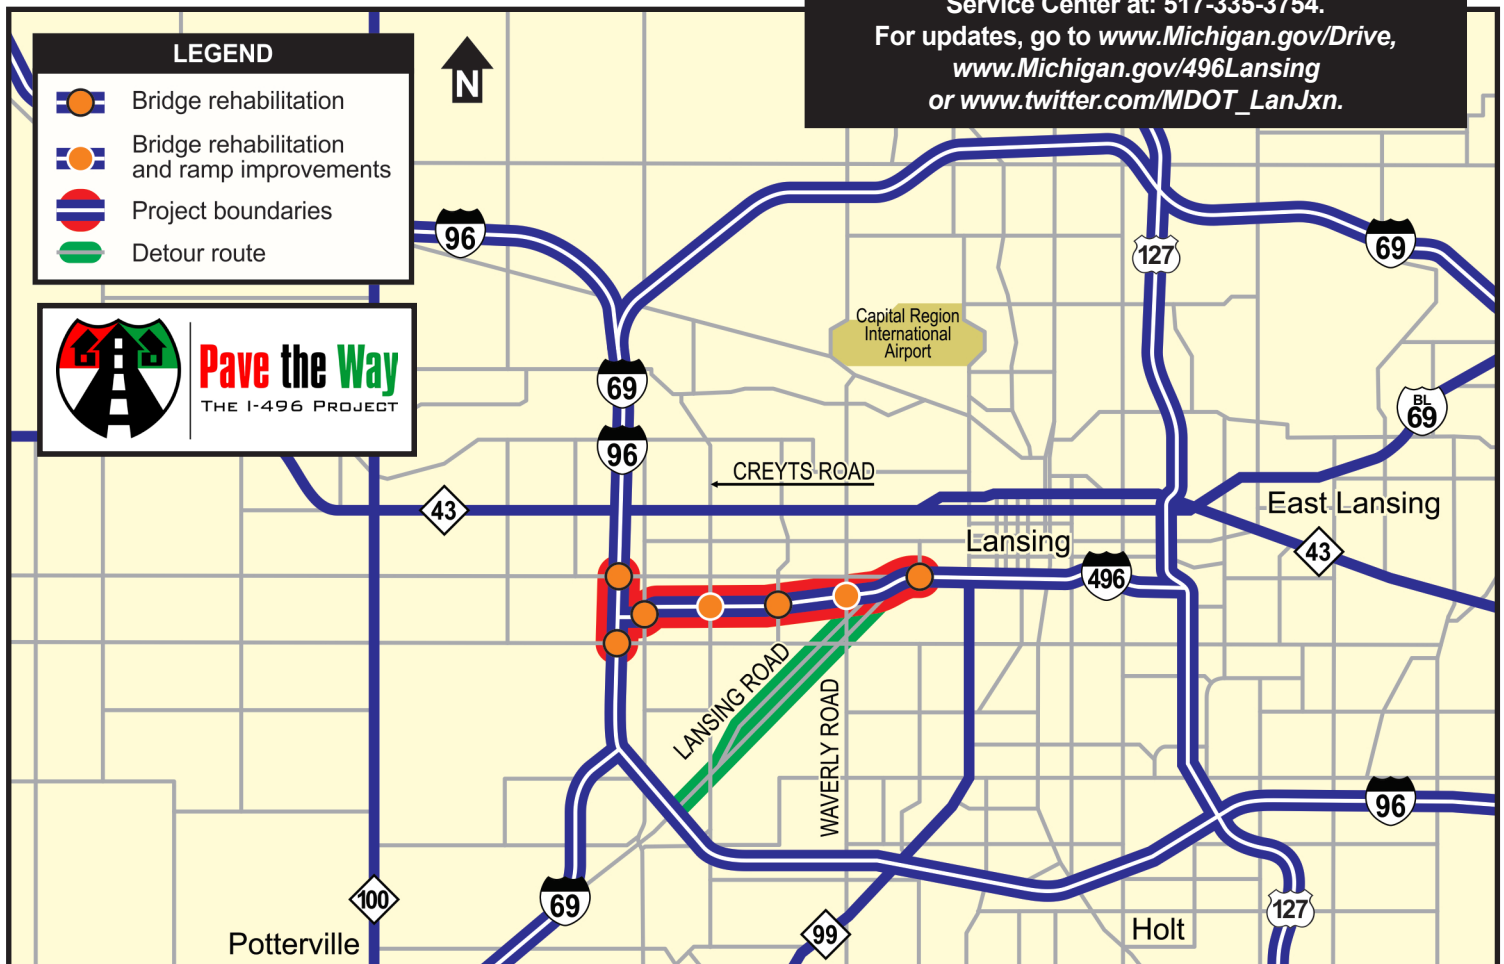 Service Center at: 517-335-3754.
For updates, go to www.Michigan.gov/Drive,
www.Michigan.gov/496Lansing
or www.twitter.com/MDOT_LanJxn.
LEGEND
Bridge rehabilitation
Bridge rehabilitation
and ramp improvements
Project boundaries
Detour route
N
Pave the Way
THE I-496 PROJECT
96
127
69
Capital Region
International
Airport
69
BL
69
96
CREYTS ROAD
43
East Lansing
Lansing
43
496
LANSING ROAD
WAVERLY ROAD
96
100
69
127
99
Holt
Potterville